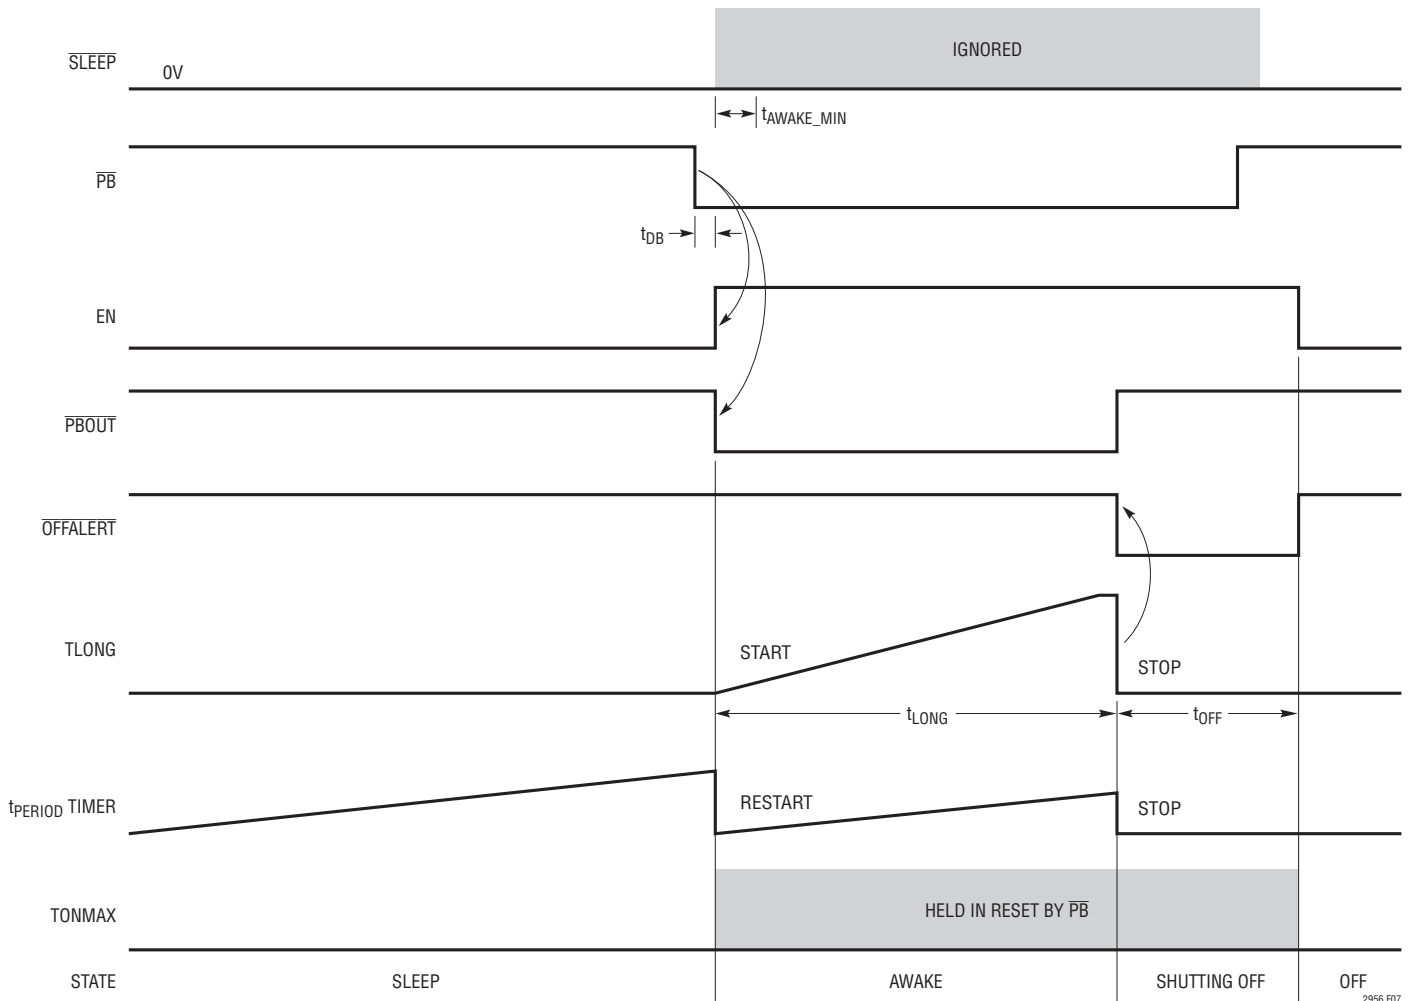 SLEEP
0V
IGNORED
tAWAKE_MIN
PB
tDB
EN
PBOUT
OFFALERT
TLONG
START
STOP
tLONG
tOFF
tPERIOD TIMER
RESTART
STOP
TONMAX
HELD IN RESET BY PB
STATE
SLEEP
AWAKE
SHUTTING OFF
OFF
2956 F07